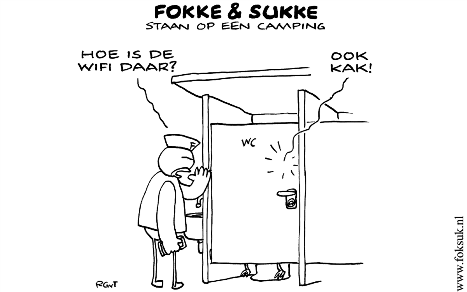 FOKKE & SUKKE
STAAN OP EEN CAMPING
HOE IS DE
WIFI DAAR?
OOK
KAK!
WC
RGvT
www.foksuk.nl